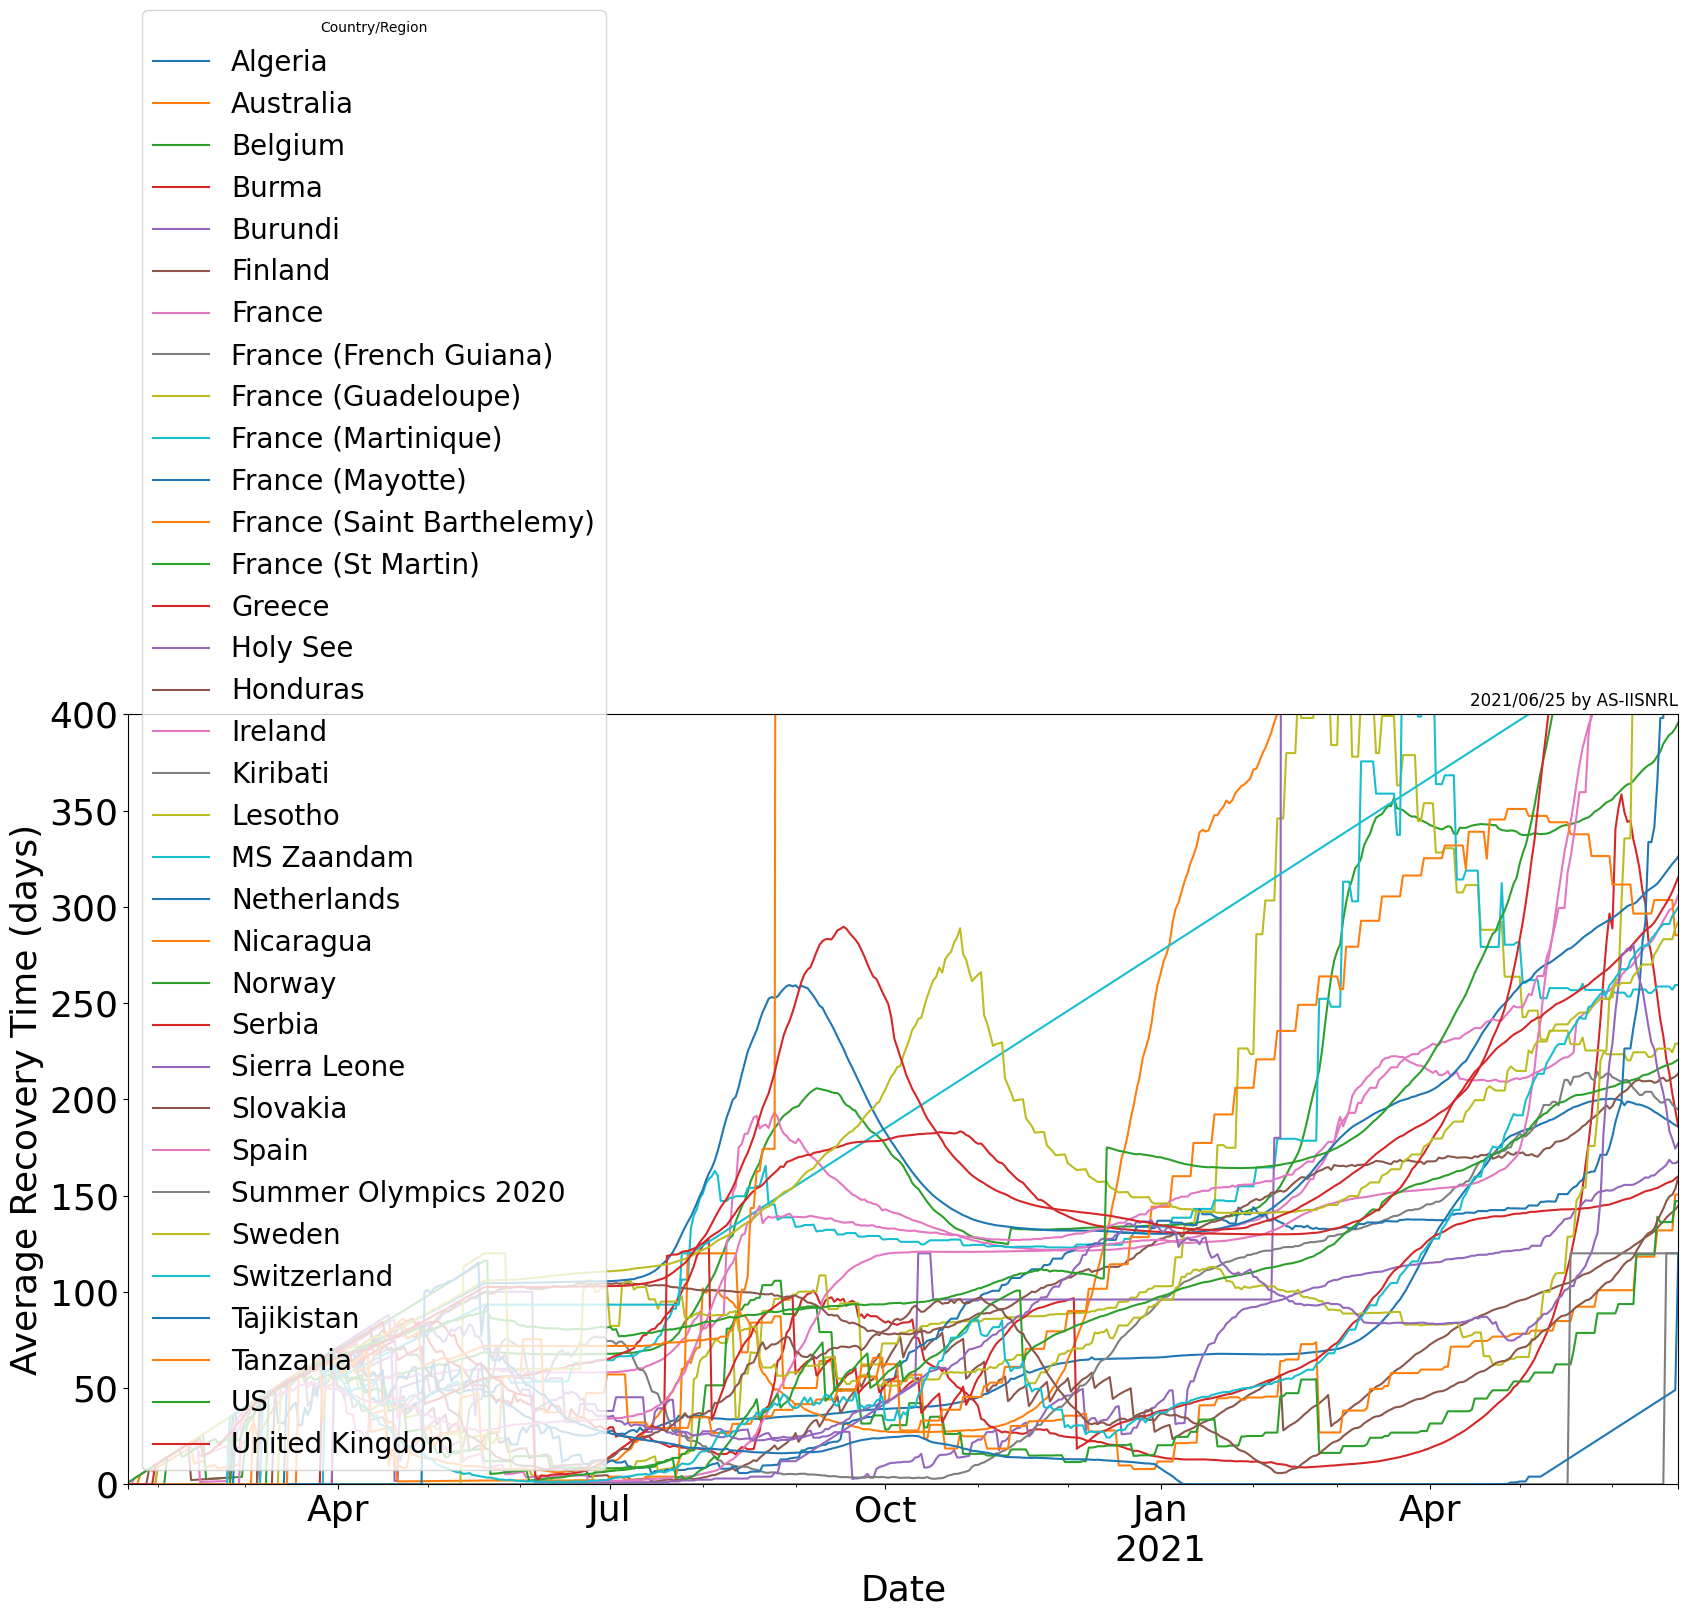 Country/Region
Algeria
Australia
Belgium
Burma
Burundi
Finland
France
France (French Guiana)
France (Guadeloupe)
France (Martinique)
France (Mayotte)
France (Saint Barthelemy)
France (St Martin)
Greece
Holy See
Honduras
Ireland
Kiribati
Lesotho
MS Zaandam
Netherlands
Nicaragua
Norway
Serbia
Sierra Leone
Slovakia
Spain
Summer Olympics 2020
Sweden
Switzerland
Tajikistan
Tanzania
US
United Kingdom
2021/06/25 by AS-IISNRL
400
350
300
250
200
150
100
50
0
Average Recovery Time (days)
Apr
Jul
Oct
Jan
2021
Apr
Date